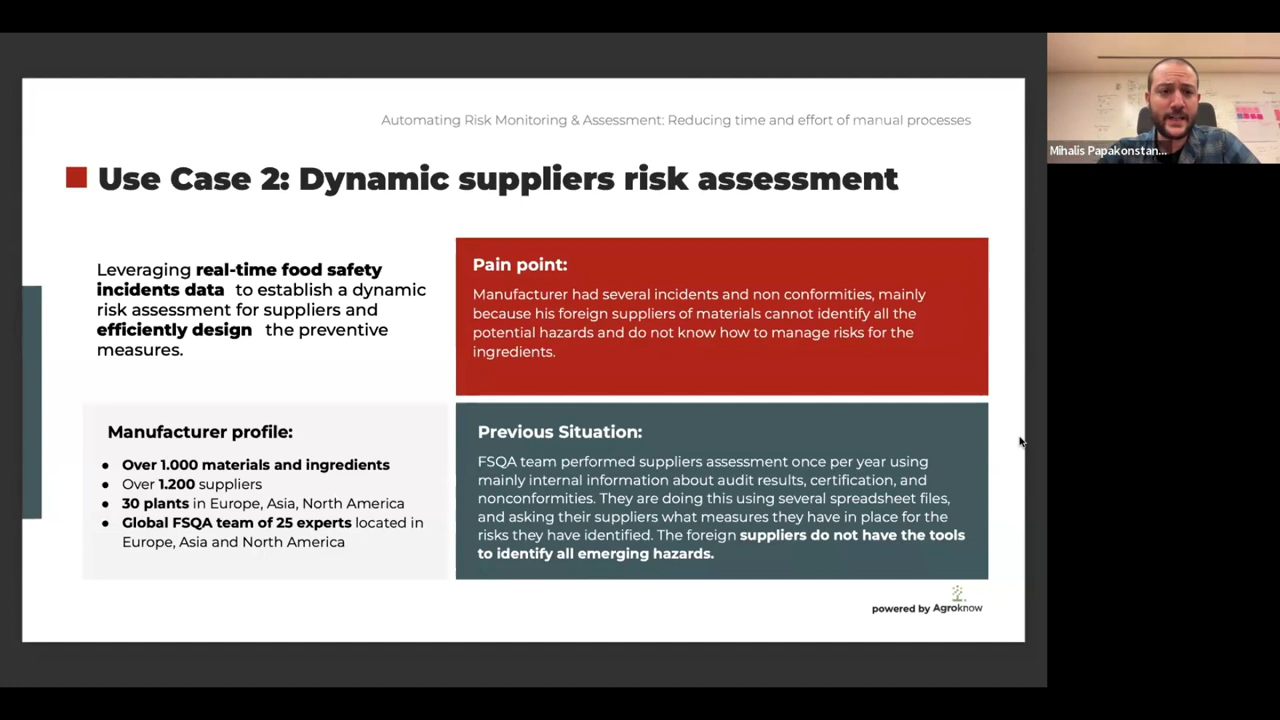 Automating Risk Monitoring & Assessment: Reducing time and effort of manual processes
Use Case 2: Dynamic suppliers risk assessment
Leveraging real-time food safety
incidents data to establish a dynamic
risk assessment for suppliers and
efficiently design the preventive
measures.
Pain point:
Manufacturer had several incidents and non conformities, mainly
because his foreign suppliers of materials cannot identify all the
potential hazards and do not know how to manage risks for the
ingredients.
Manufacturer profile:
● Over 1.000 materials and ingredients
● Over 1.200 suppliers
● 30 plants in Europe, Asia, North America
● Global FSQA team of 25 experts located in
Europe, Asia and North America
Previous Situation:
FSQA team performed suppliers assessment once per year using
mainly internal information about audit results, certification, and
nonconformities. They are doing this using several spreadsheet files,
and asking their suppliers what measures they have in place for the
risks they have identified. The foreign suppliers do not have the tools
to identify all emerging hazards.
powered by Agroknow
Mihalis Papakonstan...